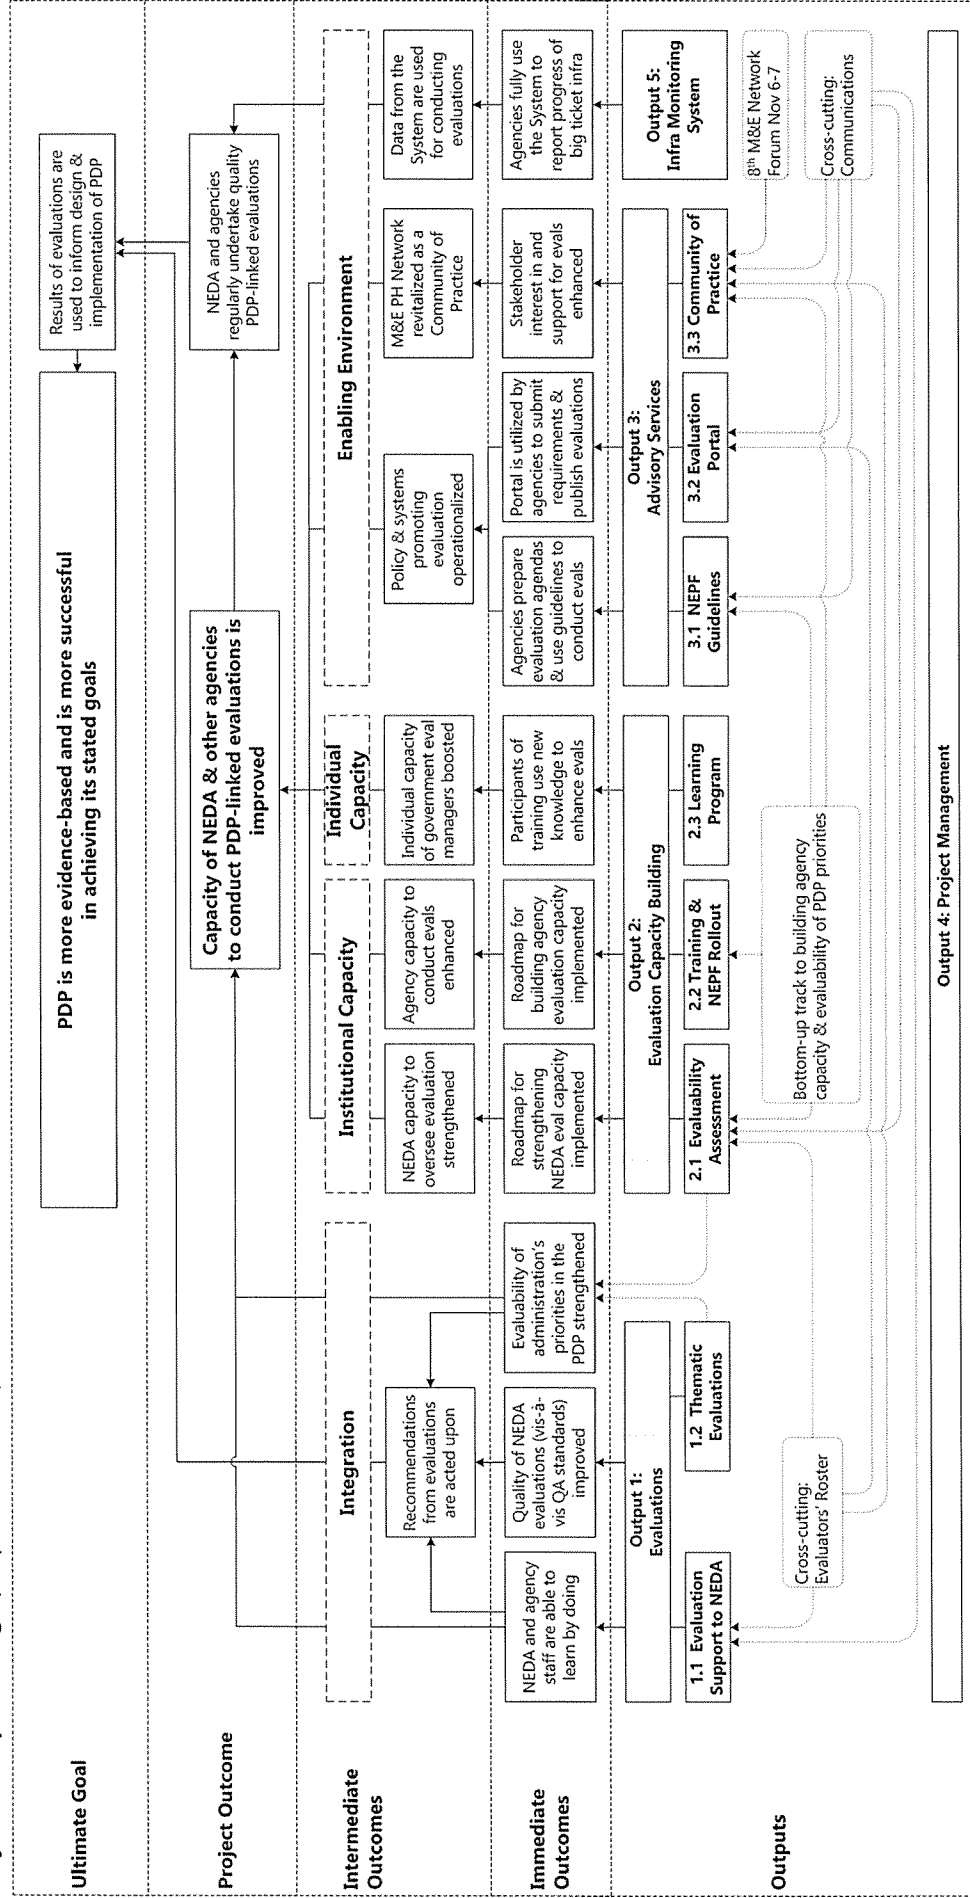 Ultimate Goal
PDP is more evidence-based and is more successful
in achieving its stated goals
Results of evaluations are
used to inform design &
implementation of PDP
Project Outcome
Capacity of NEDA & other agencies
to conduct PDP-linked evaluations is
improved
NEDA and agencies
regularly undertake quality
PDP-linked evaluations
Intermediate
Outcomes
Integration
Institutional Capacity
Individual
Capacity
Enabling Environment
Recommendations
from evaluations
are acted upon
NEDA capacity to
oversee evaluation
strengthened
Agency capacity to
conduct evals
enhanced
Individual capacity
of government eval
managers boosted
Policy & systems
promoting
evaluation
operationalized
M&E PH Network
revitalized as a
Community of
Practice
Data from the
System are used
for conducting
evaluations
Immediate
Outcomes
NEDA and agency
staff are able to
learn by doing
Quality of NEDA
evaluations (vis-à-
vis QA standards)
improved
Evaluability of
administration's
priorities in the
PDP strengthened
Roadmap for
strengthening
NEDA eval capacity
implemented
Roadmap for
building agency
evaluation capacity
implemented
Participants of
training use new
knowledge to
enhance evals
Agencies prepare
evaluation agendas
& use guidelines to
conduct evals
Portal is utilized by
agencies to submit
requirements &
publish evaluations
Stakeholder
interest in and
support for evals
enhanced
Agencies fully use
the System to
report progress of
big ticket infra
Outputs
Output 1:
Evaluations
Output 2:
Evaluation Capacity Building
Output 3:
Advisory Services
Output 5:
Infra Monitoring
System
1.1 Evaluation
Support to NEDA
1.2 Thematic
Evaluations
2.1 Evaluability
Assessment
2.2 Training &
NEPF Rollout
2.3 Learning
Program
3.1 NEPF
Guidelines
3.2 Evaluation
Portal
3.3 Community of
Practice
8th M&E Network
Forum Nov 6-7
Cross-cutting:
Evaluators' Roster
Bottom-up track to building agency
capacity & evaluability of PDP priorities
Cross-cutting:
Communications
Output 4: Project Management